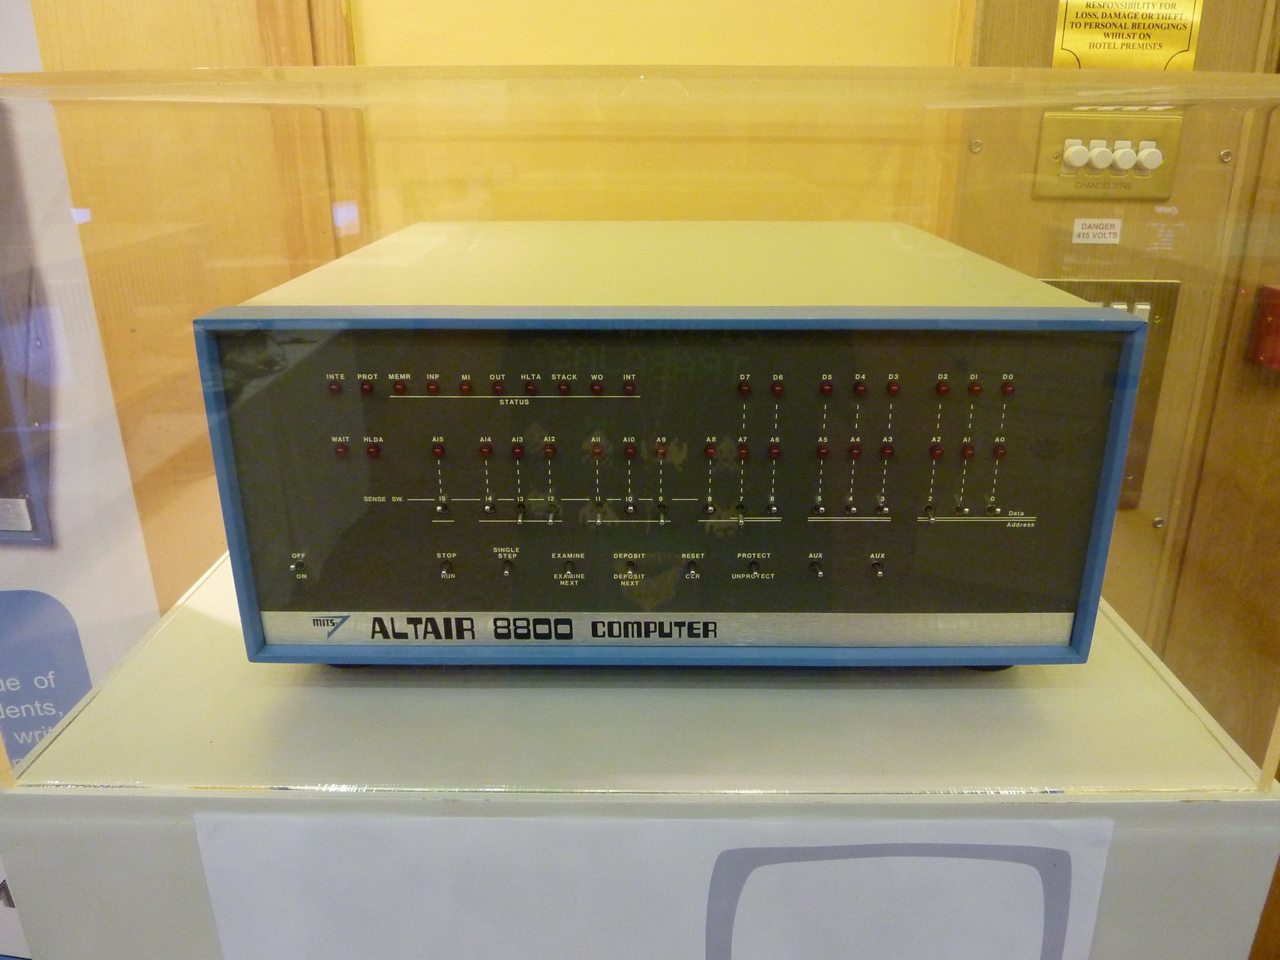 RESPONSIBILITY FOR
LOSS, DAMAGE OR THEFT
TO PERSONAL BELONGINGS
WHILST ON
HOTEL PREMISES
CHANDELIERS
DANGER
415 VOLTS
INTE PROT MEMR INP MI OUT HLTA STACK WO INT D7 D6 D5 D4 D3 D2 D1 D0
STATUS
WAIT HLDA A15 A14 A13 A12 A11 A10 A9 A8 A7 A6 A5 A4 A3 A2 A1 A0
SENSE SW. 15 14 13 12 11 10 9 8 7 6 5 4 3 2 1 0
Data
Address
OFF STOP SINGLE STEP EXAMINE DEPOSIT RESET PROTECT AUX AUX
ON RUN EXAMINE NEXT DEPOSIT NEXT CLR UNPROTECT
mits ALTAIR 8800 COMPUTER
ue of
dents,